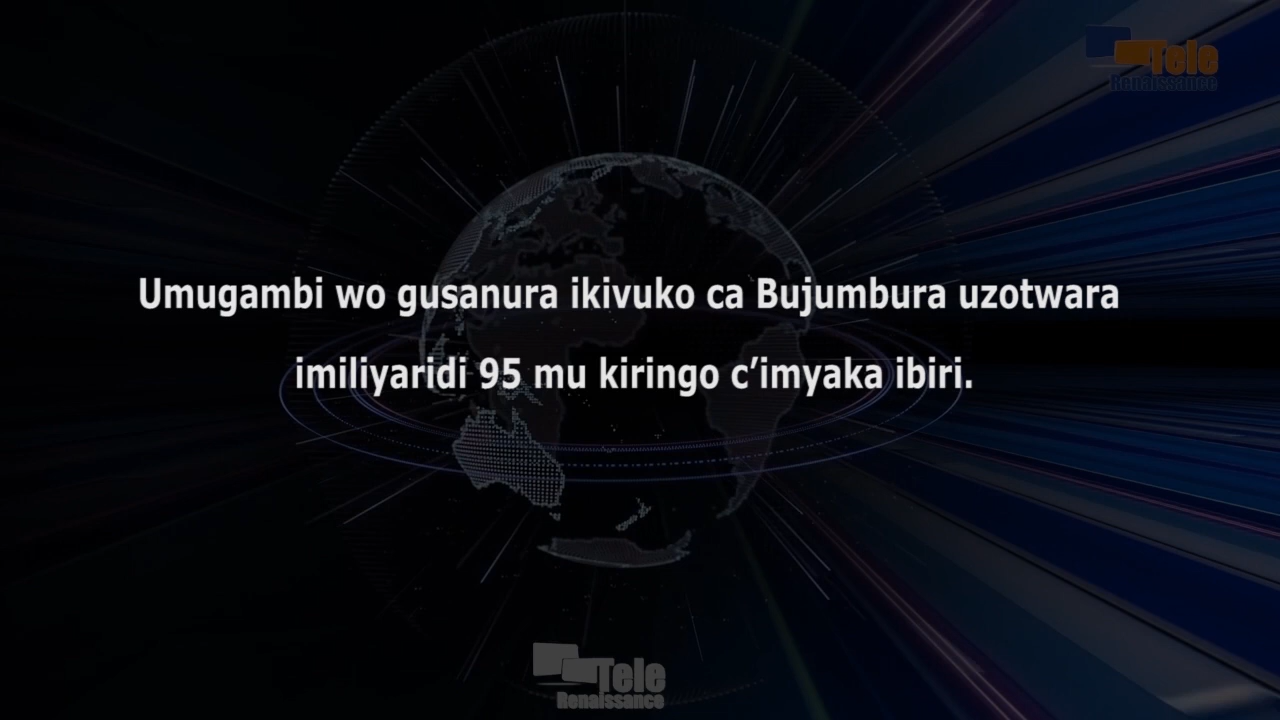 Tele
Renaissance
Umugambi wo gusanura ikivuko ca Bujumbura uzotwara
imiliyaridi 95 mu kiringo c’imyaka ibiri.
Tele
Renaissance